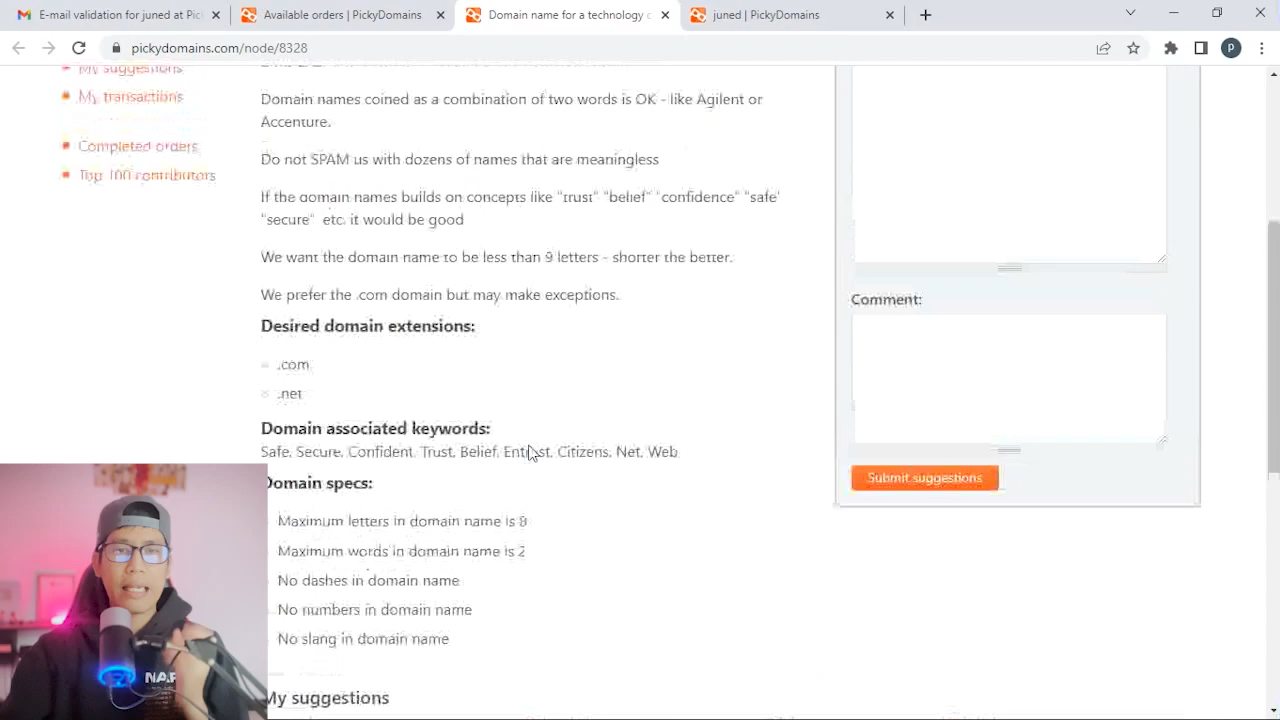 E-mail validation for juned at Pic
Available orders | PickyDomains
Domain name for a technology c
juned | PickyDomains
pickydomains.com/node/8328
P
My suggestions
My transactions
Completed orders
Top 100 contributors
Domain names coined as a combination of two words is OK - like Agilent or
Accenture.
Do not SPAM us with dozens of names that are meaningless
If the domain names builds on concepts like "trust" "belief" "confidence" "safe"
"secure" etc. it would be good
We want the domain name to be less than 9 letters - shorter the better.
We prefer the .com domain but may make exceptions.
Desired domain extensions:
.com
.net
Domain associated keywords:
Safe, Secure, Confident, Trust, Belief, Entrust, Citizens, Net, Web
Domain specs:
Maximum letters in domain name is 9
Maximum words in domain name is 2
No dashes in domain name
No numbers in domain name
No slang in domain name
My suggestions
Comment:
Submit suggestions